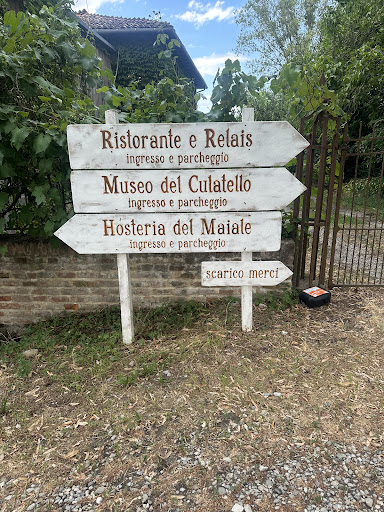 Ristorante e Relais
ingresso e parcheggio
Museo del Culatello
ingresso e parcheggio
Hosteria del Maiale
ingresso e parcheggio
scarico merci